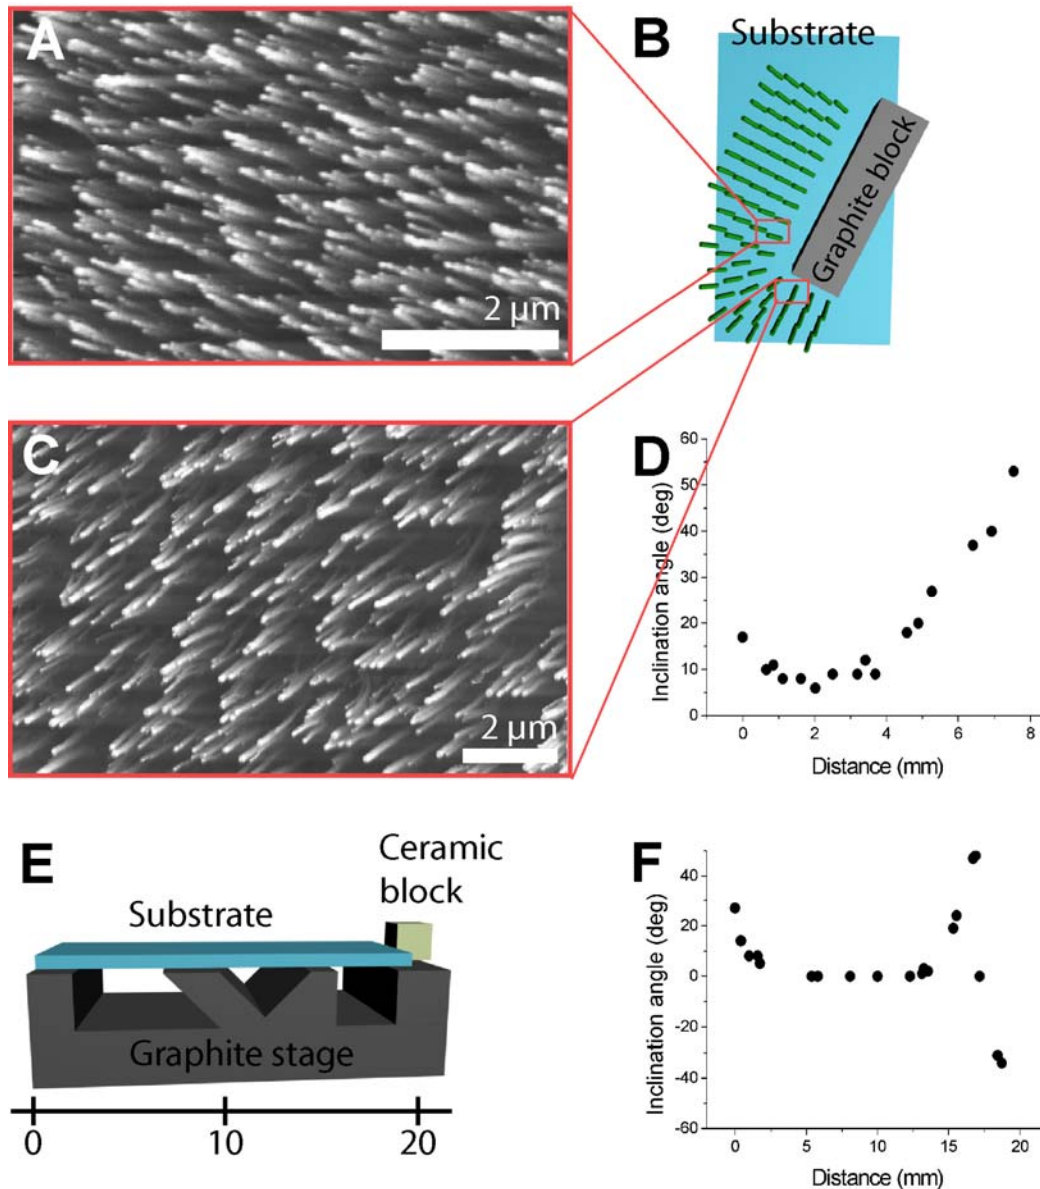 A
2 µm
B
Substrate
Graphite block
C
2 µm
D
Inclination angle (deg)
60
50
40
30
20
10
0
0 2 4 6 8
Distance (mm)
E
Ceramic
block
Substrate
Graphite stage
0 10 20
F
Inclination angle (deg)
40
20
0
-20
-40
-60
0 5 10 15 20
Distance (mm)